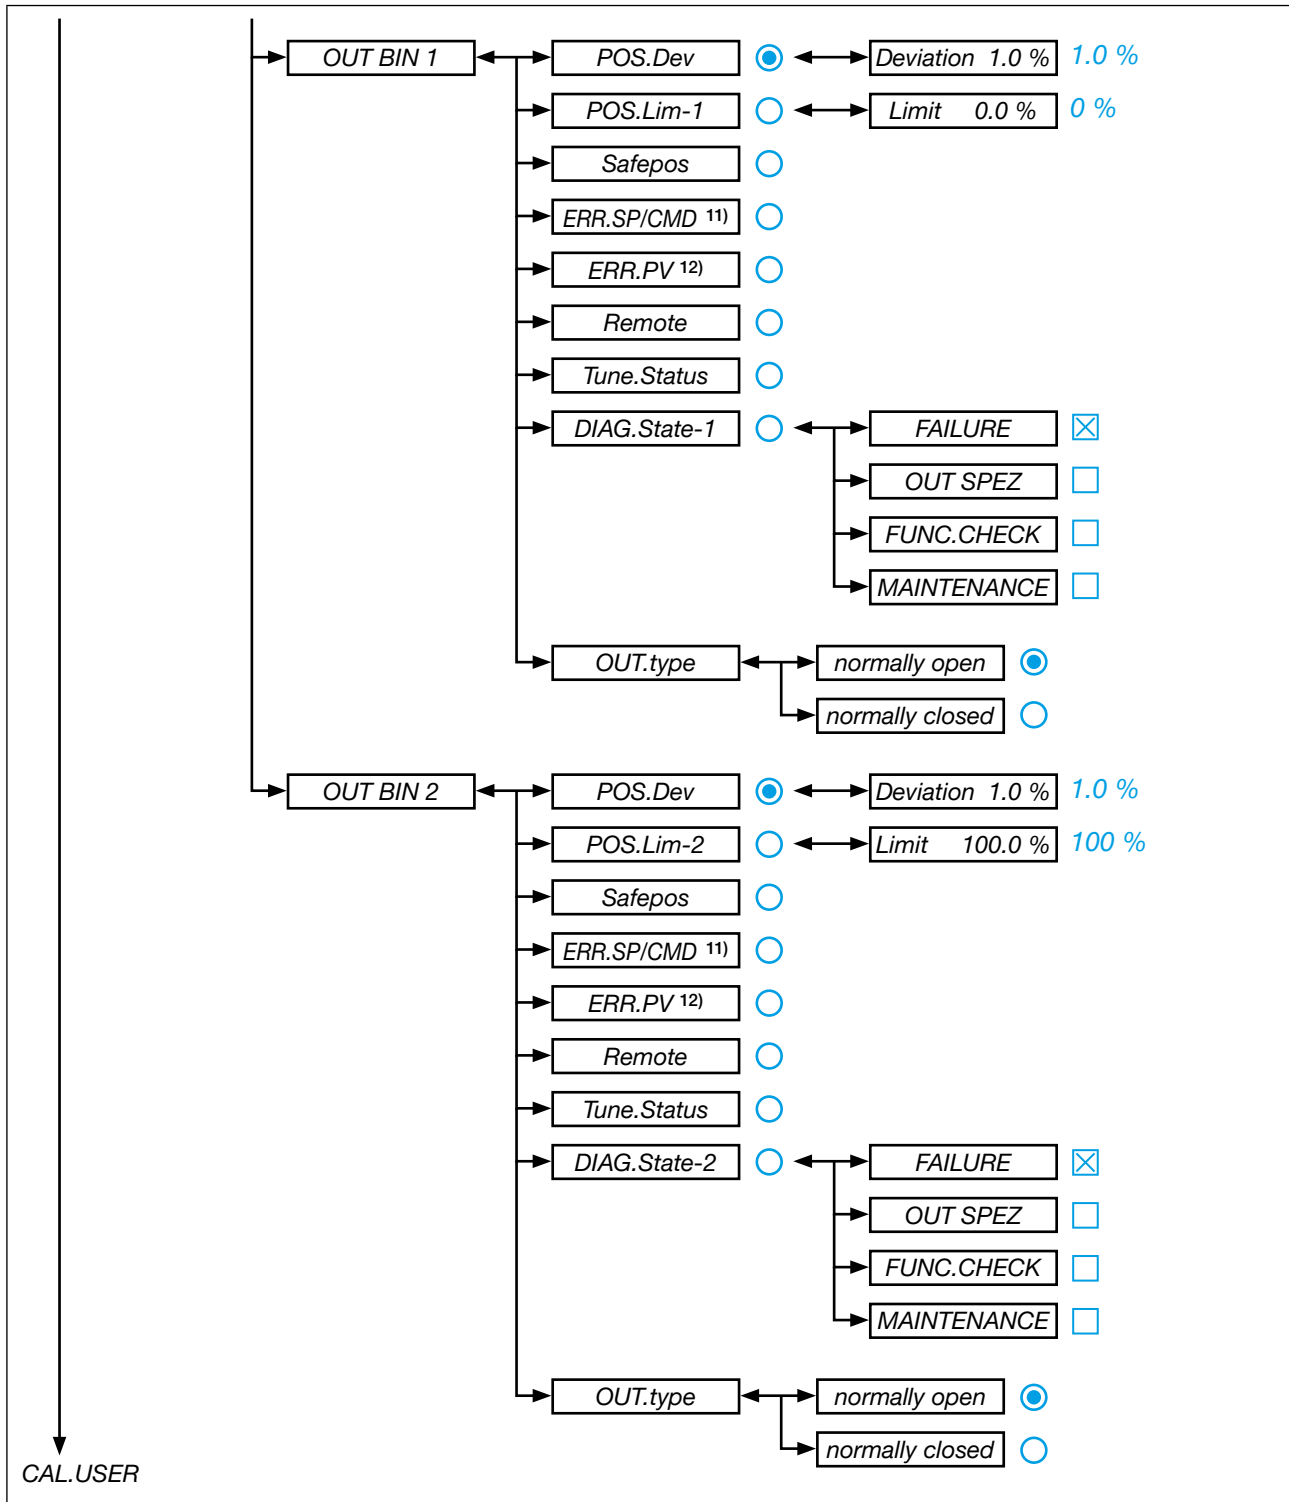 OUT BIN 1 POS.Dev Deviation 1.0 % 1.0 %
POS.Lim-1 Limit 0.0 % 0 %
Safepos
ERR.SP/CMD 11)
ERR.PV 12)
Remote
Tune.Status
DIAG.State-1 FAILURE
OUT SPEZ
FUNC.CHECK
MAINTENANCE
OUT.type normally open
normally closed
OUT BIN 2 POS.Dev Deviation 1.0 % 1.0 %
POS.Lim-2 Limit 100.0 % 100 %
Safepos
ERR.SP/CMD 11)
ERR.PV 12)
Remote
Tune.Status
DIAG.State-2 FAILURE
OUT SPEZ
FUNC.CHECK
MAINTENANCE
OUT.type normally open
normally closed
CAL.USER